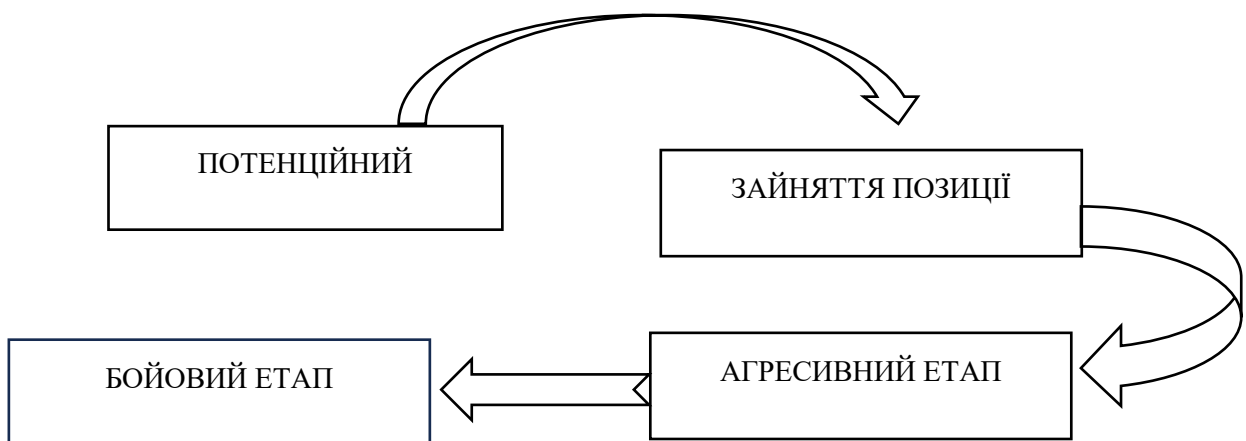 ПОТЕНЦІЙНИЙ
ЗАЙНЯТТЯ ПОЗИЦІЇ
АГРЕСИВНИЙ ЕТАП
БОЙОВИЙ ЕТАП